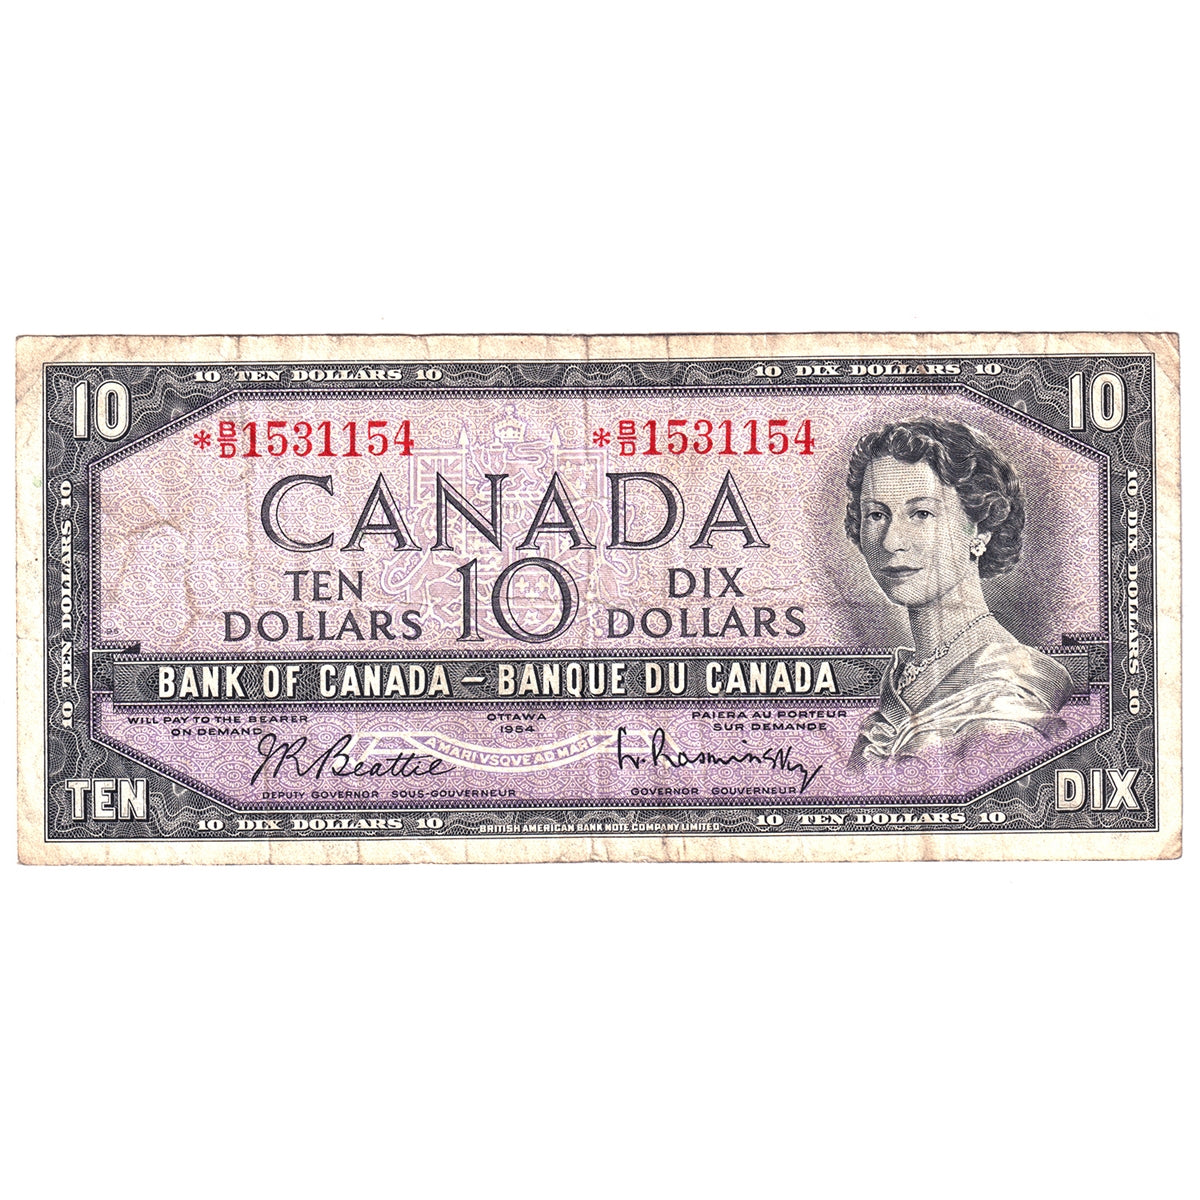 10 TEN DOLLARS 10
10 DIX DOLLARS 10
10
10
*B/D1531154
*B/D1531154
CANADA
TEN
DOLLARS
10
DIX
DOLLARS
10 TEN DOLLARS 10
10 DIX DOLLARS 10
BANK OF CANADA – BANQUE DU CANADA
WILL PAY TO THE BEARER
ON DEMAND
OTTAWA
1954
PAIERA AU PORTEUR
SUR DEMANDE
A MARI VSQVE AD MARE
J R Beattie
L. Rasminsky
DEPUTY GOVERNOR SOUS-GOUVERNEUR
GOVERNOR GOUVERNEUR
TEN
DIX
10 DIX DOLLARS 10
BRITISH AMERICAN BANK NOTE COMPANY LIMITED
10 TEN DOLLARS 10